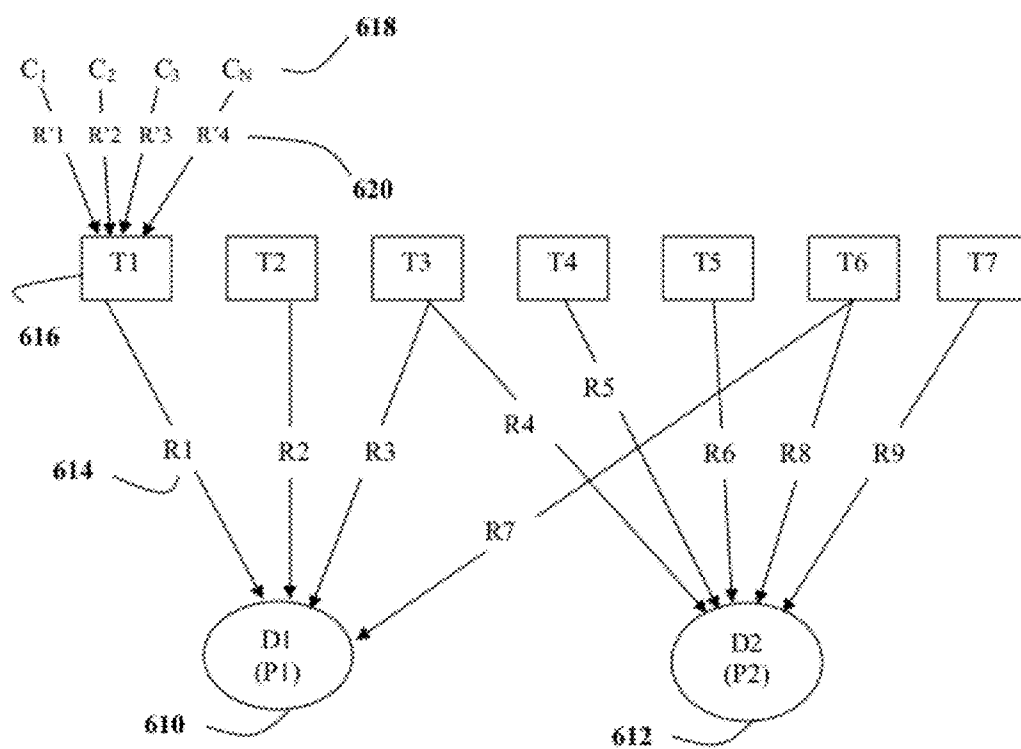 618
C₁ C₂ C₃ C_N
R'1 R'2 R'3 R'4
620
T1 T2 T3 T4 T5 T6 T7
616
R5
R4
R1 R2 R3 R6 R8 R9
614
R7
D1 D2
(P1) (P2)
610 612